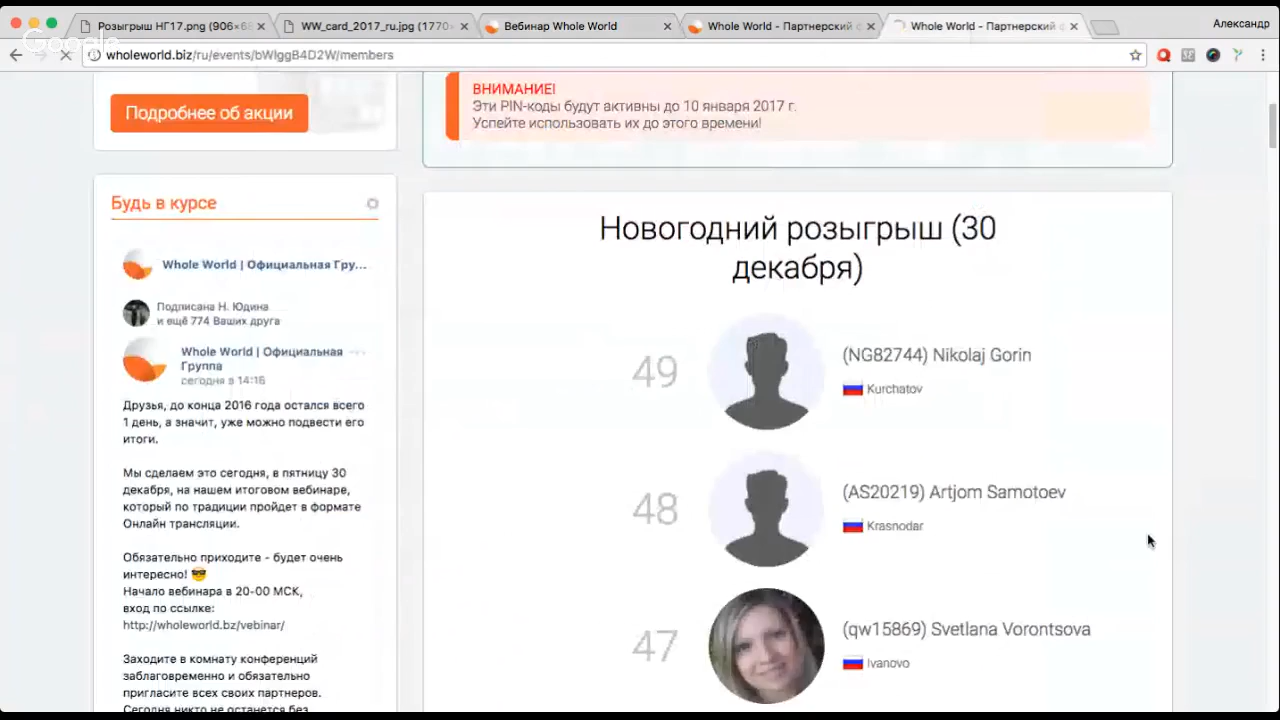 Розыгрыш НГ17.png (906×68
WW_card_2017_ru.jpg (1770×
Вебинар Whole World
Whole World - Партнерский
Whole World - Партнерский
Александр
Google
wholeworld.biz/ru/events/bWlggB4D2W/members
Подробнее об акции
ВНИМАНИЕ!
Эти PIN-коды будут активны до 10 января 2017 г.
Успейте использовать их до этого времени!
Будь в курсе
Whole World | Официальная Гру...
Подписана Н. Юдина
и ещё 774 Ваших друга
Whole World | Официальная
Группа
сегодня в 14:16
Друзья, до конца 2016 года остался всего
1 день, а значит, уже можно подвести его
итоги.
Мы сделаем это сегодня, в пятницу 30
декабря, на нашем итоговом вебинаре,
который по традиции пройдет в формате
Онлайн трансляции.
Обязательно приходите - будет очень
интересно! 😎
Начало вебинара в 20-00 МСК,
вход по ссылке:
http://wholeworld.bz/vebinar/
Заходите в комнату конференций
заблаговременно и обязательно
пригласите всех своих партнеров.
Сегодня никто не останется без
Новогодний розыгрыш (30
декабря)
49
(NG82744) Nikolaj Gorin
Kurchatov
48
(AS20219) Artjom Samotoev
Krasnodar
47
(qw15869) Svetlana Vorontsova
Ivanovo